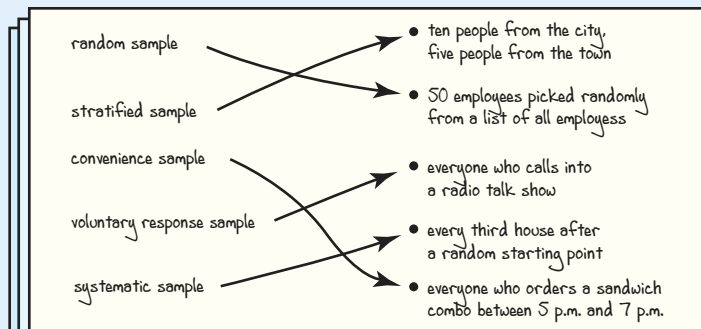 random sample
stratified sample
convenience sample
voluntary response sample
systematic sample
• ten people from the city,
five people from the town
• 50 employees picked randomly
from a list of all employess
• everyone who calls into
a radio talk show
• every third house after
a random starting point
• everyone who orders a sandwich
combo between 5 p.m. and 7 p.m.